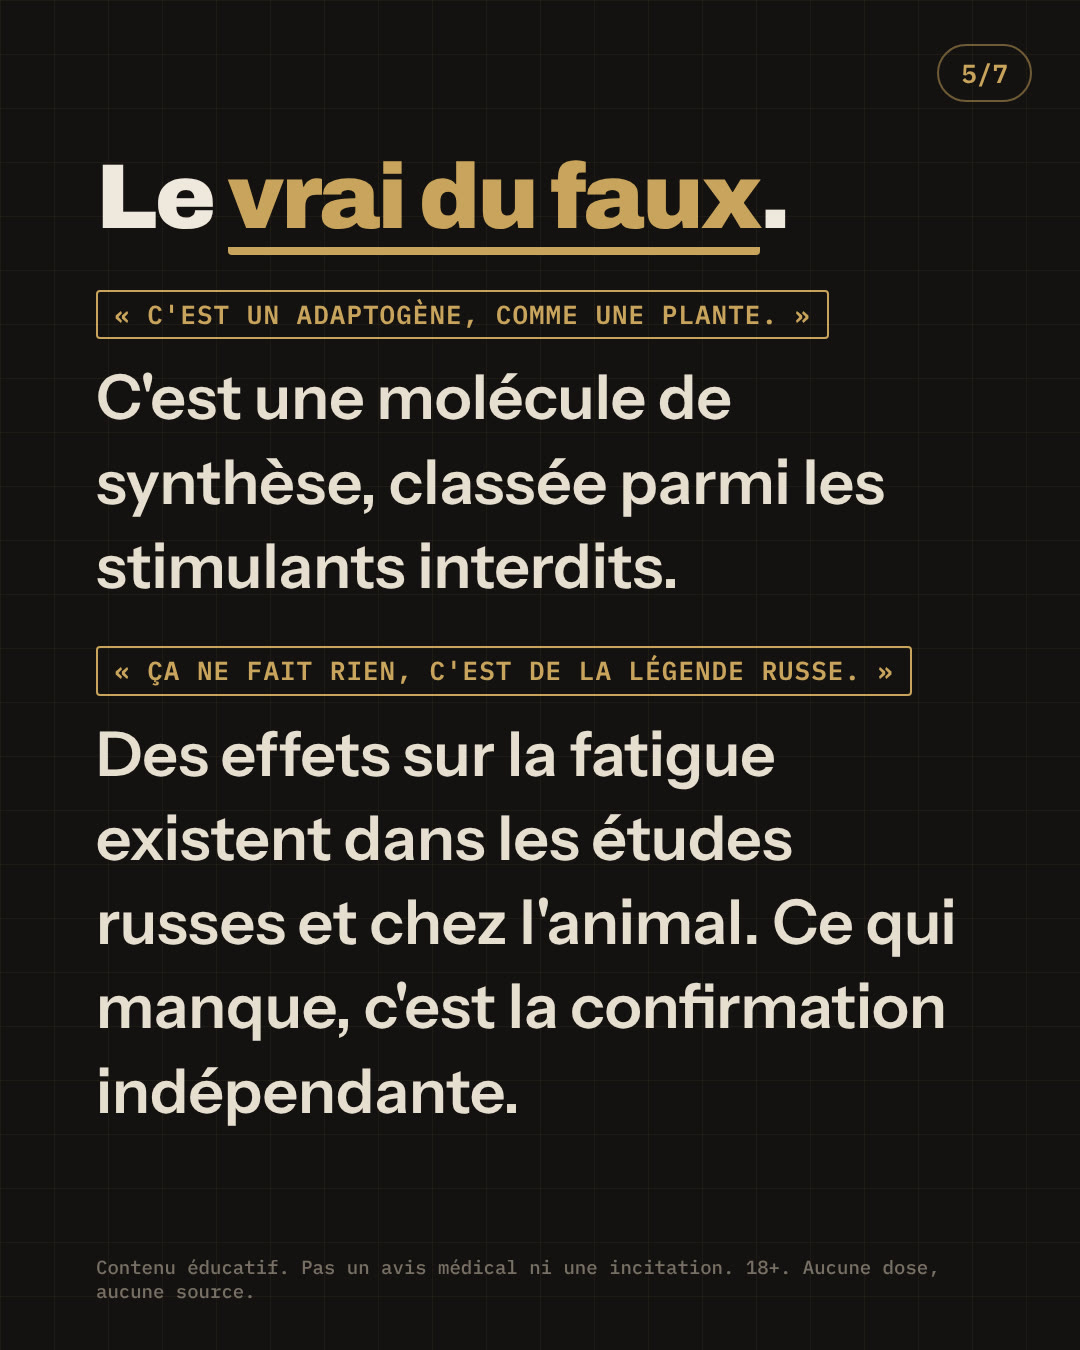 5/7
Le vrai du faux.
« C'EST UN ADAPTOGÈNE, COMME UNE PLANTE. »
C'est une molécule de
synthèse, classée parmi les
stimulants interdits.
« ÇA NE FAIT RIEN, C'EST DE LA LÉGENDE RUSSE. »
Des effets sur la fatigue
existent dans les études
russes et chez l'animal. Ce qui
manque, c'est la confirmation
indépendante.
Contenu éducatif. Pas un avis médical ni une incitation. 18+. Aucune dose,
aucune source.